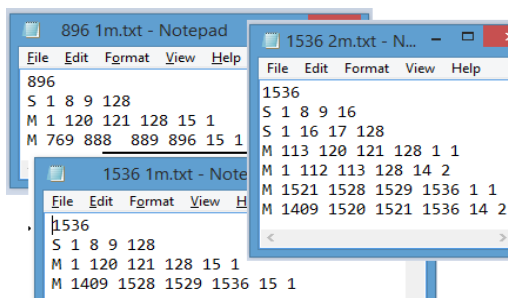 896 1m.txt - Notepad
File Edit Format View Help
896
S 1 8 9 128
M 1 120 121 128 15 1
M 769 888 889 896 15 1
1536 2m.txt - N...
File Edit Format View Help
1536
S 1 8 9 16
S 1 16 17 128
M 113 120 121 128 1 1
M 1 112 113 128 14 2
M 1521 1528 1529 1536 1 1
M 1409 1520 1521 1536 14 2
1536 1m.txt - Note
File Edit Format View H
1536
S 1 8 9 128
M 1 120 121 128 15 1
M 1409 1528 1529 1536 15 1